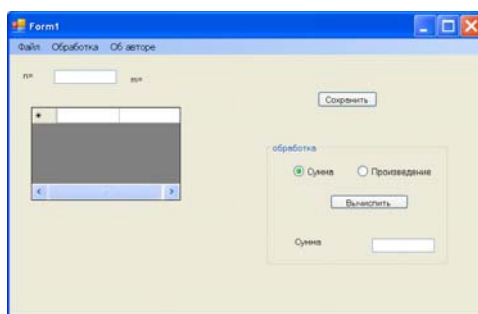 Form1
Файл Обработка Об авторе
n= m=
Сохранить
обработка
Сумма Произведение
Вычислить
Сумма